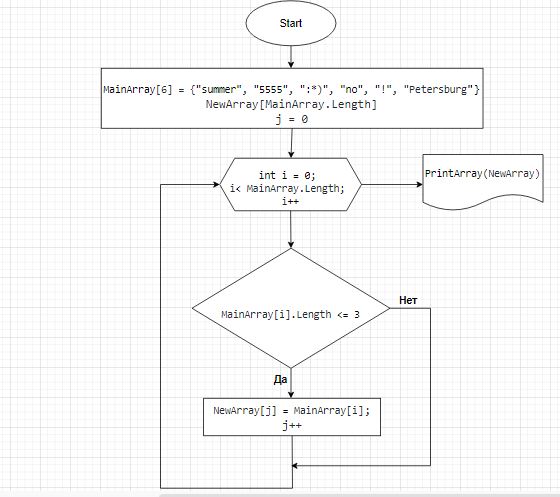 Start
MainArray[6] = {"summer", "5555", ":*)", "no", "!", "Petersburg"}
NewArray[MainArray.Length]
j = 0
int i = 0;
i< MainArray.Length;
i++
PrintArray(NewArray)
MainArray[i].Length <= 3
Нет
Да
NewArray[j] = MainArray[i];
j++